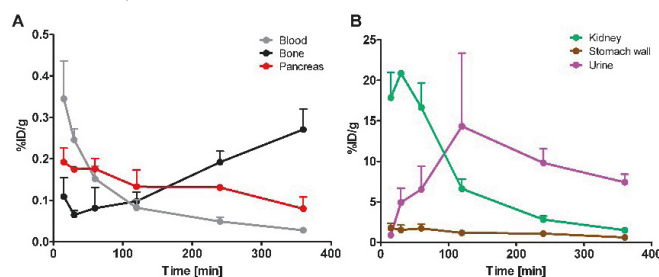 A
Blood
Bone
Pancreas
%ID/g
0.5
0.4
0.3
0.2
0.1
0.0
0
100
200
300
400
Time [min]
B
Kidney
Stomach wall
Urine
%ID/g
25
20
15
10
5
0
0
100
200
300
400
Time [min]